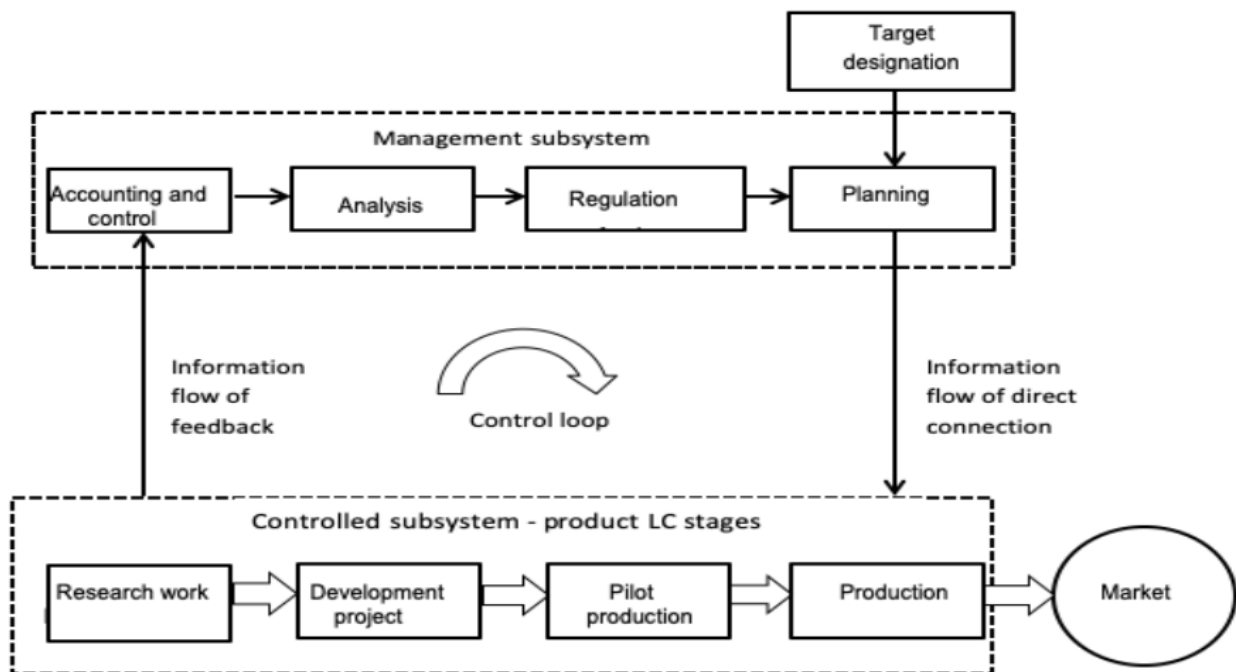 Target
designation
Management subsystem
Accounting and
control
Analysis
Regulation
Planning
Information
flow of
feedback
Control loop
Information
flow of direct
connection
Controlled subsystem - product LC stages
Research work
Development
project
Pilot
production
Production
Market